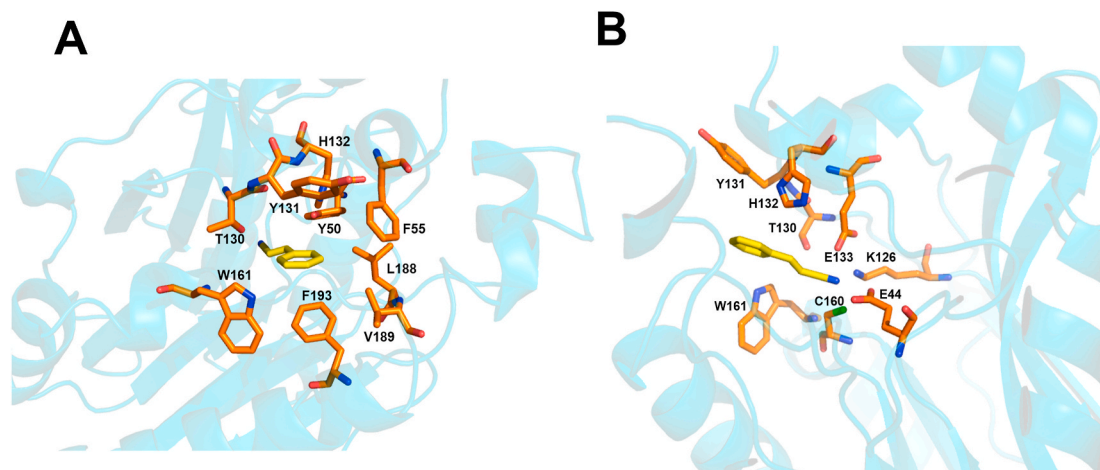 A
H132
Y131
Y50
F55
T130
L188
W161
F193
V189
B
Y131
H132
T130
E133
K126
E44
C160
W161